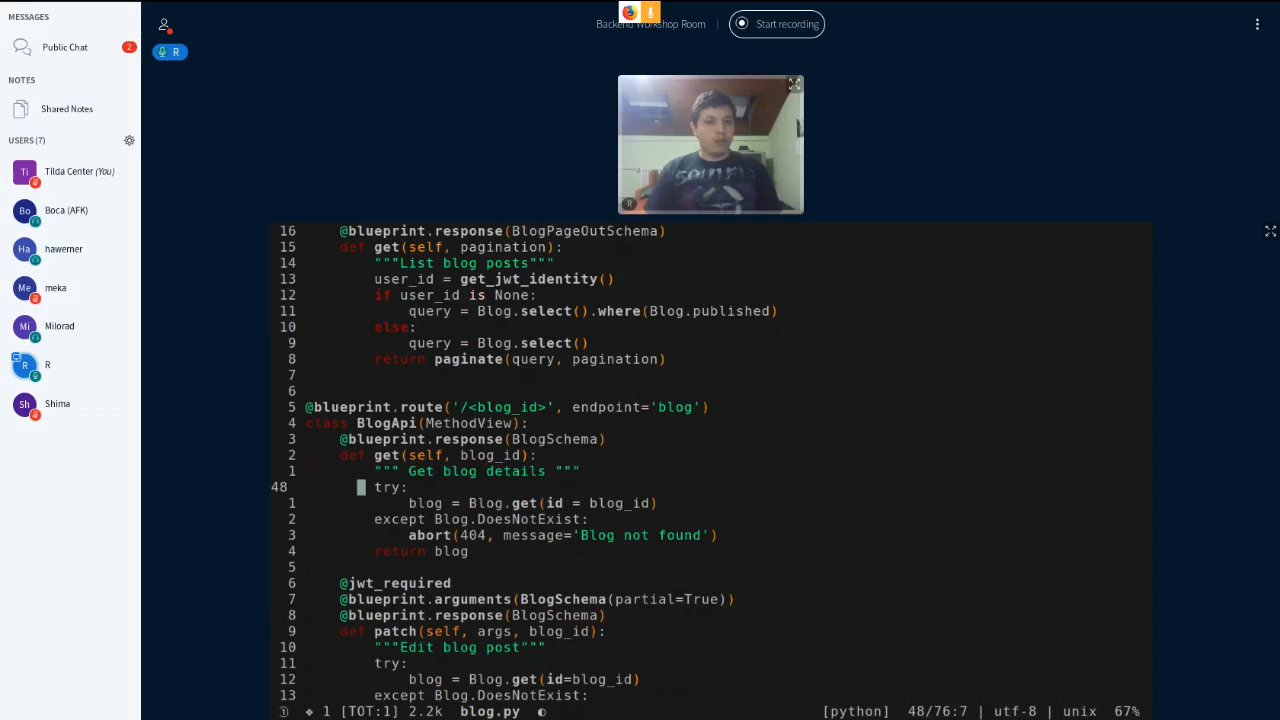 MESSAGES
Public Chat
2
NOTES
Shared Notes
USERS (7)
Ti
Tilda Center (You)
Bo
Boca (AFK)
Ha
hawerner
Me
meka
Mi
Milorad
R
R
Sh
Shima
Backend Workshop Room
Start recording
R
R
16 @blueprint.response(BlogPageOutSchema)
15 def get(self, pagination):
14 """List blog posts"""
13 user_id = get_jwt_identity()
12 if user_id is None:
11 query = Blog.select().where(Blog.published)
10 else:
9 query = Blog.select()
8 return paginate(query, pagination)
7
6
5 @blueprint.route('/<blog_id>', endpoint='blog')
4 class BlogApi(MethodView):
3 @blueprint.response(BlogSchema)
2 def get(self, blog_id):
1 """ Get blog details """
48 try:
1 blog = Blog.get(id = blog_id)
2 except Blog.DoesNotExist:
3 abort(404, message='Blog not found')
4 return blog
5
6 @jwt_required
7 @blueprint.arguments(BlogSchema(partial=True))
8 @blueprint.response(BlogSchema)
9 def patch(self, args, blog_id):
10 """Edit blog post"""
11 try:
12 blog = Blog.get(id=blog_id)
13 except Blog.DoesNotExist:
① ❖ 1 [TOT:1] 2.2k blog.py [python] 48/76:7 | utf-8 | unix 67%